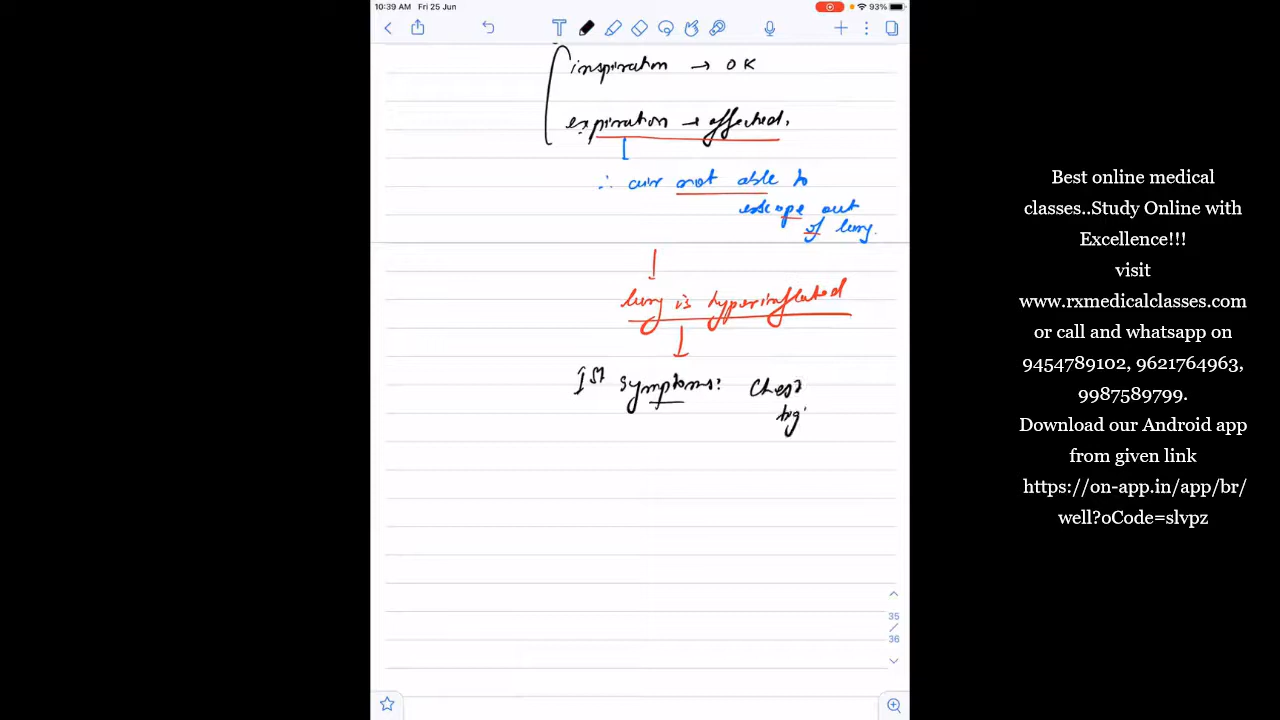 10:39 AM Fri 25 Jun
93%
inspiration → OK
expiration → affected.
∴ air not able to
escape out
of lung.
lung is hyperinflated
Ist symptoms: Chest
35
/
36
Best online medical
classes..Study Online with
Excellence!!!
visit
www.rxmedicalclasses.com
or call and whatsapp on
9454789102, 9621764963,
9987589799.
Download our Android app
from given link
https://on-app.in/app/br/
well?oCode=slvpz